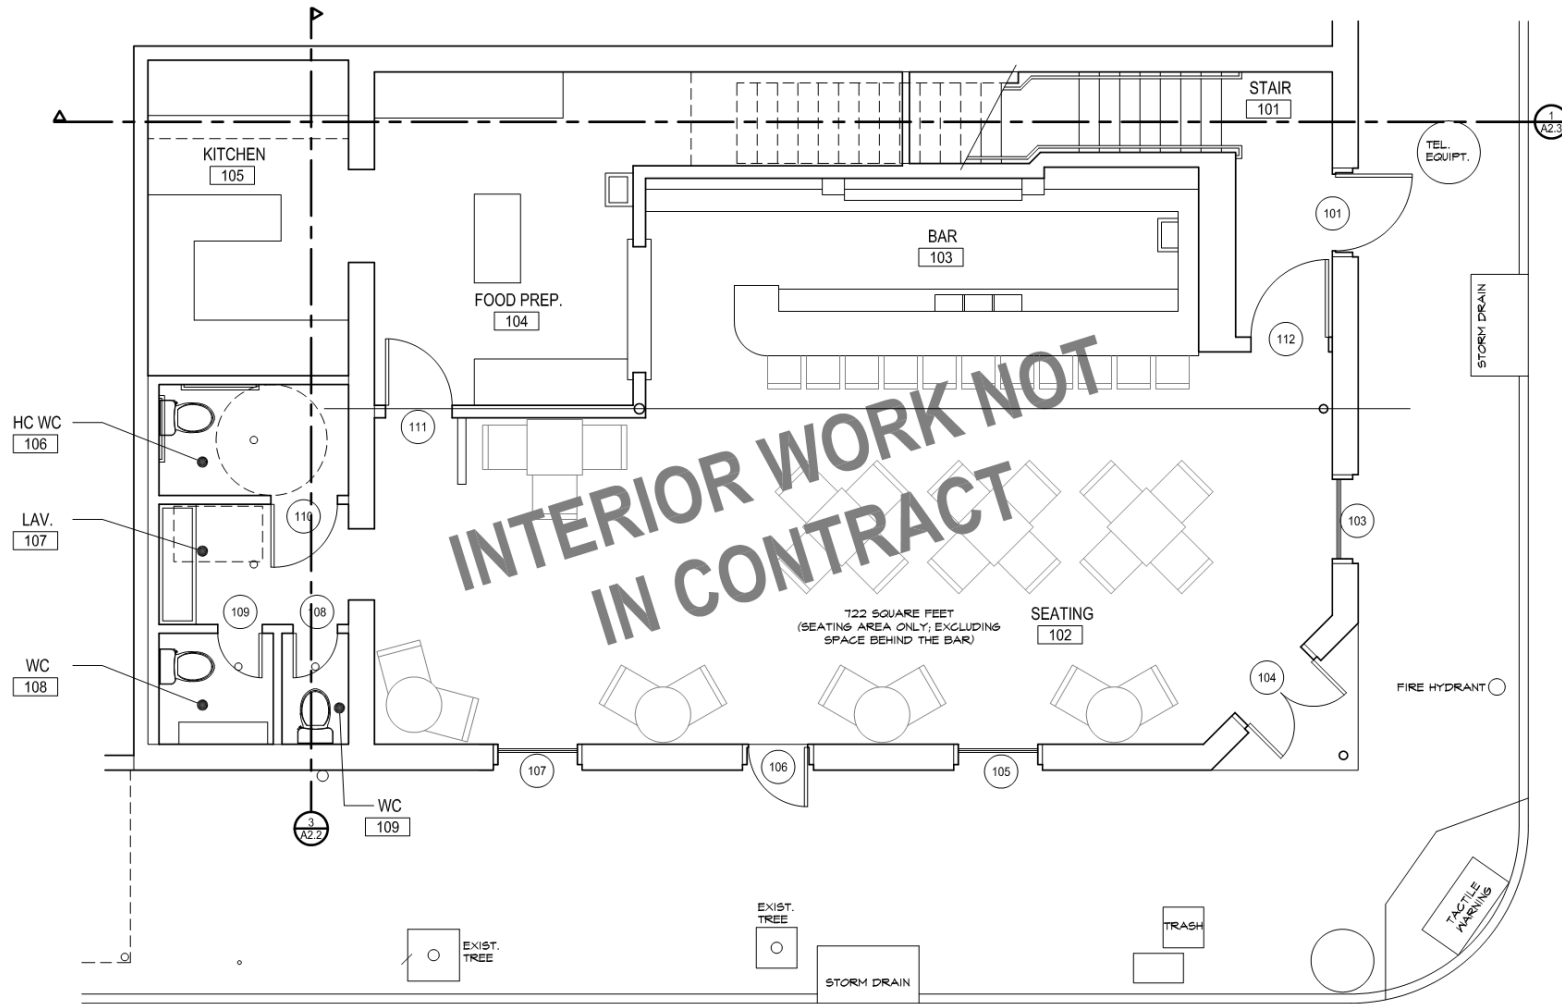 STAIR
101
1
A2.3
TEL.
EQUIPT.
KITCHEN
105
101
BAR
103
FOOD PREP.
104
STORM DRAIN
112
HC WC
106
111
INTERIOR WORK NOT
IN CONTRACT
LAV.
107
110
103
109
108
722 SQUARE FEET
(SEATING AREA ONLY; EXCLUDING
SPACE BEHIND THE BAR)
SEATING
102
WC
108
104
FIRE HYDRANT
107
106
105
WC
109
3
A2.2
TACTILE
WARNING
EXIST.
TREE
EXIST.
TREE
TRASH
STORM DRAIN